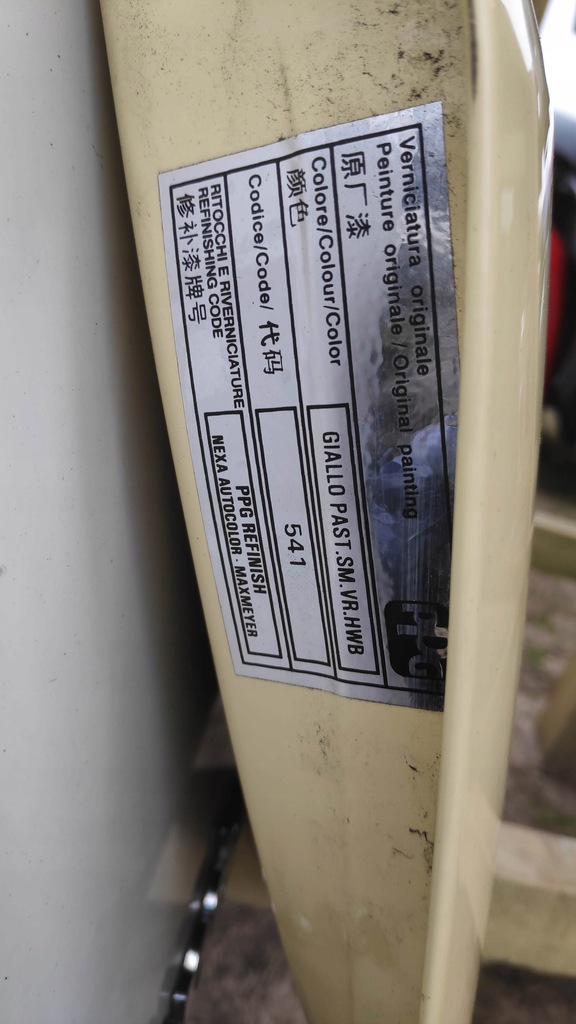 Verniciatura originale
Peinture originale / Original painting
原厂漆
PPG
Colore/Colour/Color
颜色
GIALLO PAST.SM.VR.HWB
Codice/Code/ 代码
541
RITOCCHI E RIVERNICIATURE
REFINISHING CODE
修补漆牌号
PPG REFINISH
NEXA AUTOCOLOR - MAXMEYER